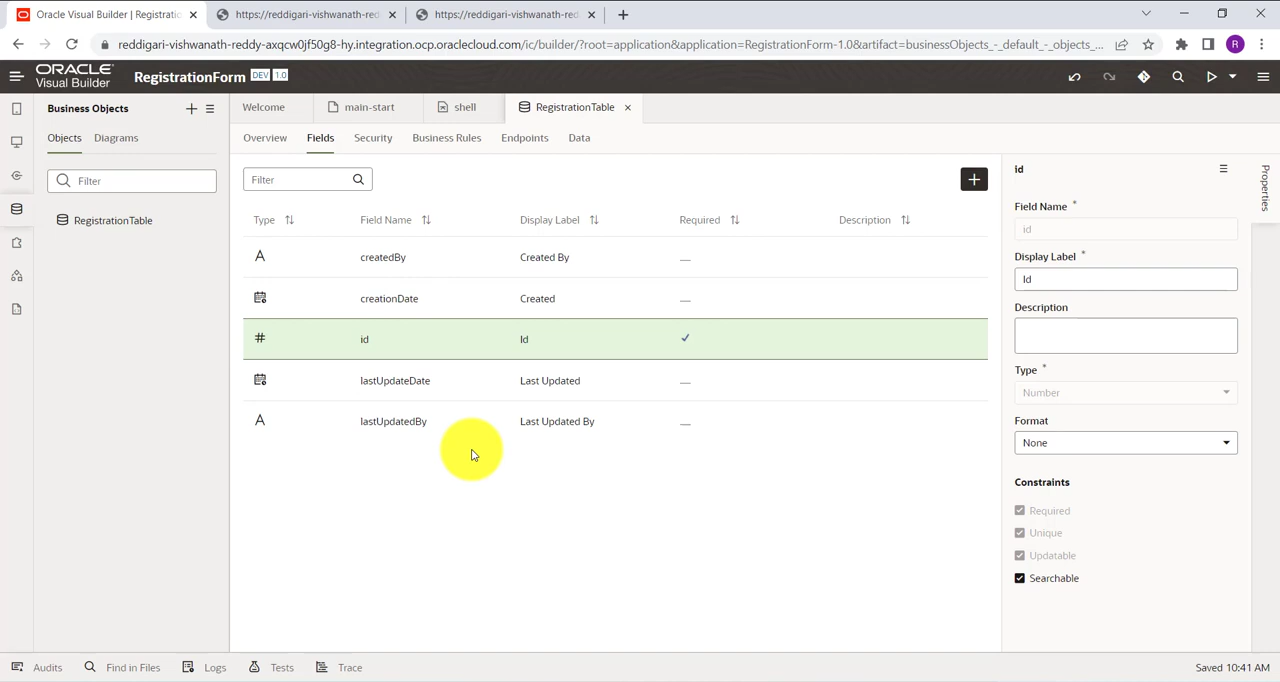 Oracle Visual Builder | Registratio
https://reddigari-vishwanath-red
https://reddigari-vishwanath-red
reddigari-vishwanath-reddy-axqcw0jf50g8-hy.integration.ocp.oraclecloud.com/ic/builder/?root=application&application=RegistrationForm-1.0&artifact=businessObjects_-_default_-_objects_...
R
ORACLE
Visual Builder
RegistrationForm
DEV
1.0
Business Objects
Welcome
main-start
shell
RegistrationTable
Objects
Diagrams
Overview
Fields
Security
Business Rules
Endpoints
Data
Filter
RegistrationTable
Filter
Type
Field Name
Display Label
Required
Description
A
createdBy
Created By
creationDate
Created
#
id
Id
lastUpdateDate
Last Updated
A
lastUpdatedBy
Last Updated By
id
Properties
Field Name *
id
Display Label *
Id
Description
Type *
Number
Format
None
Constraints
Required
Unique
Updatable
Searchable
Audits
Find in Files
Logs
Tests
Trace
Saved 10:41 AM